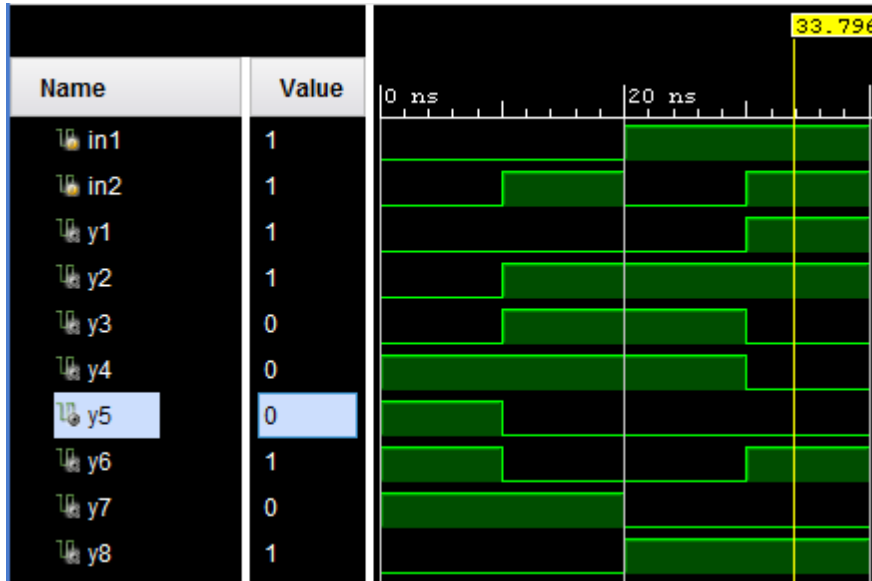 33.796
Name Value 0 ns 20 ns
in1 1
in2 1
y1 1
y2 1
y3 0
y4 0
y5 0
y6 1
y7 0
y8 1